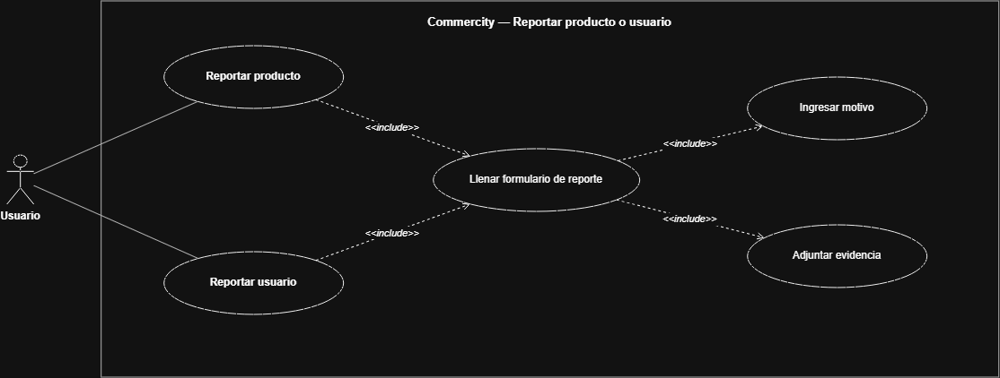 Commercity — Reportar producto o usuario
Reportar producto
Ingresar motivo
<<include>>
<<include>>
Llenar formulario de reporte
Usuario
<<include>>
<<include>>
Adjuntar evidencia
Reportar usuario